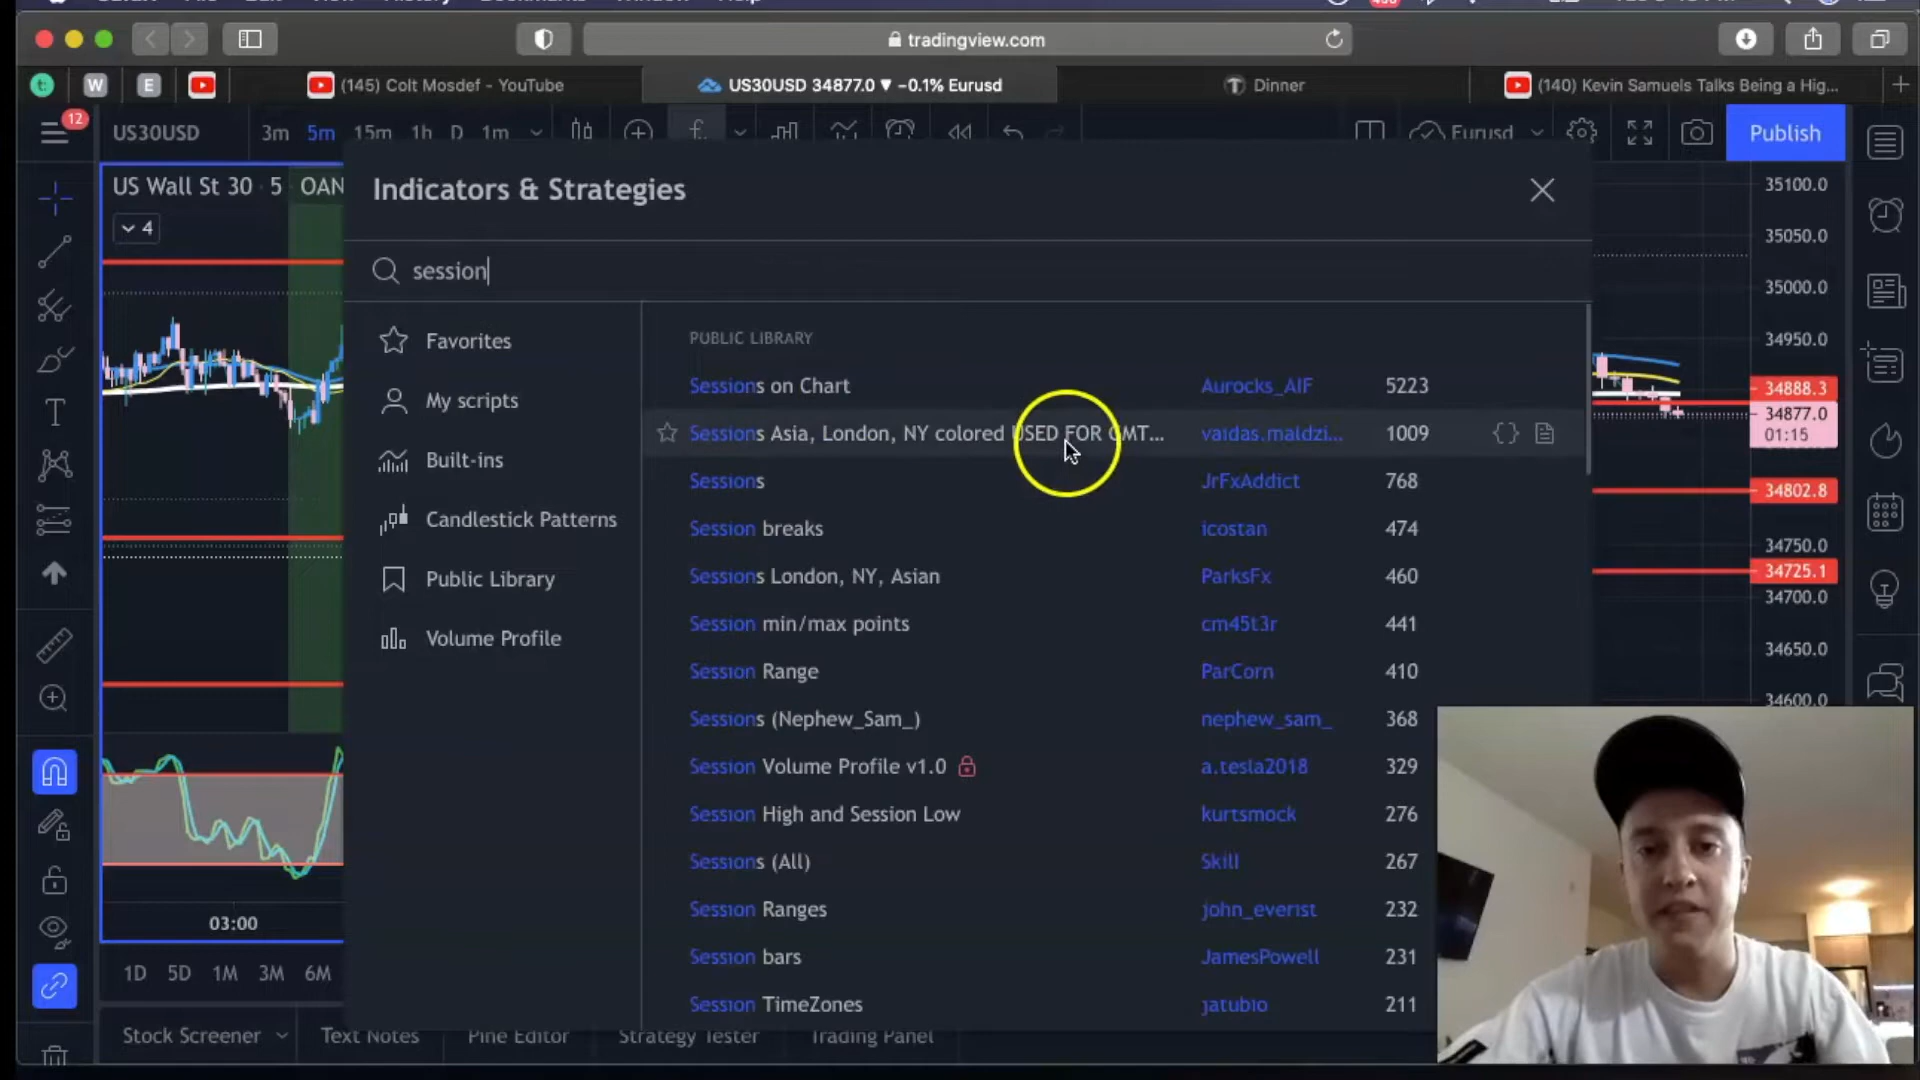 tradingview.com
(145) Colt Mosdef - YouTube
US30USD 34877.0 ▼ −0.1% Eurusd
Dinner
(140) Kevin Samuels Talks Being a Hig...
W
E
12
US30USD
3m 5m 15m 1h D 1m
Eurusd
Publish
US Wall St 30 · 5 OAN
4
Indicators & Strategies
session
Favorites
My scripts
Built-ins
Candlestick Patterns
Public Library
Volume Profile
PUBLIC LIBRARY
Sessions on Chart Aurocks_AIF 5223
Sessions Asia, London, NY colored USED FOR GMT... vaidas.maldzi... 1009
Sessions JrFxAddict 768
Session breaks icostan 474
Sessions London, NY, Asian ParksFx 460
Session min/max points cm45t3r 441
Session Range ParCorn 410
Sessions (Nephew_Sam_) nephew_sam_ 368
Session Volume Profile v1.0 a.tesla2018 329
Session High and Session Low kurtsmock 276
Sessions (All) Skill 267
Session Ranges john_everist 232
Session bars JamesPowell 231
Session TimeZones jatubio 211
35100.0
35050.0
35000.0
34950.0
34888.3
34877.0
01:15
34802.8
34750.0
34725.1
34700.0
34650.0
34600.0
03:00
1D 5D 1M 3M 6M
Stock Screener
Text Notes
Pine Editor
Strategy Tester
Trading Panel